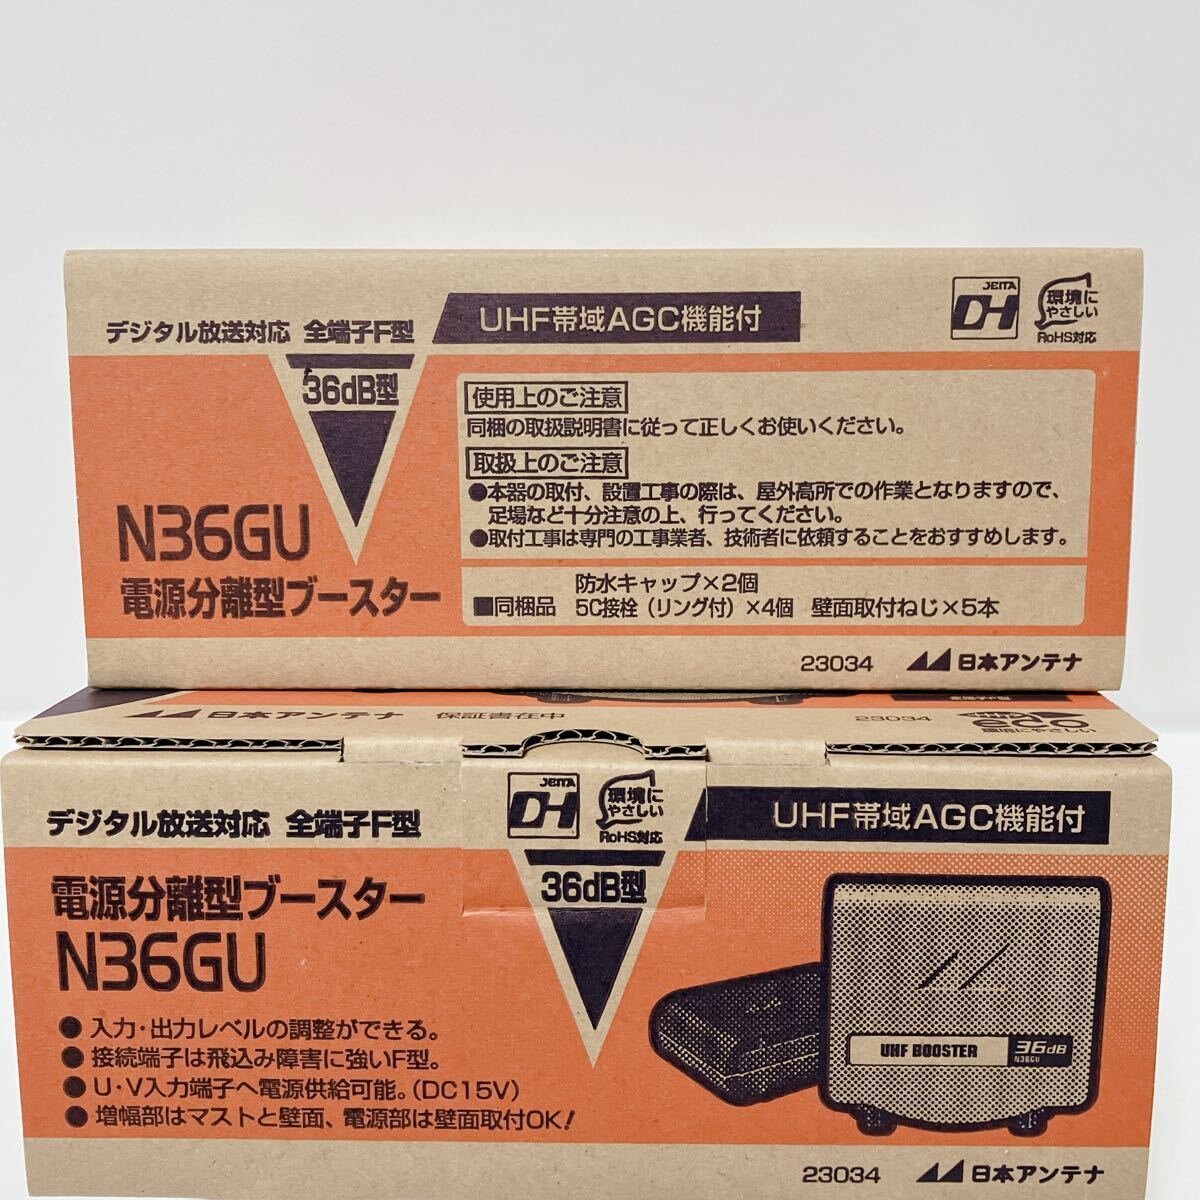 デジタル放送対応 全端子F型
UHF帯域AGC機能付
JEITA
DH
環境に
やさしい
RoHS対応
36dB型
N36GU
電源分離型ブースター
使用上のご注意
同梱の取扱説明書に従って正しくお使いください。
取扱上のご注意
●本器の取付、設置工事の際は、屋外高所での作業となりますので、
足場など十分注意の上、行ってください。
●取付工事は専門の工事業者、技術者に依頼することをおすすめします。
■同梱品
防水キャップ×2個
5C接栓(リング付)×4個 壁面取付ねじ×5本
23034 日本アンテナ
全端子F型
日本アンテナ 保証書在中
23034
環境にやさしい
デジタル放送対応 全端子F型
JEITA
DH
環境に
やさしい
RoHS対応
UHF帯域AGC機能付
36dB型
電源分離型ブースター
N36GU
●入力・出力レベルの調整ができる。
●接続端子は飛込み障害に強いF型。
●U・V入力端子へ電源供給可能。(DC15V)
●増幅部はマストと壁面、電源部は壁面取付OK!
UHF BOOSTER
36dB
N36GU
23034 日本アンテナ